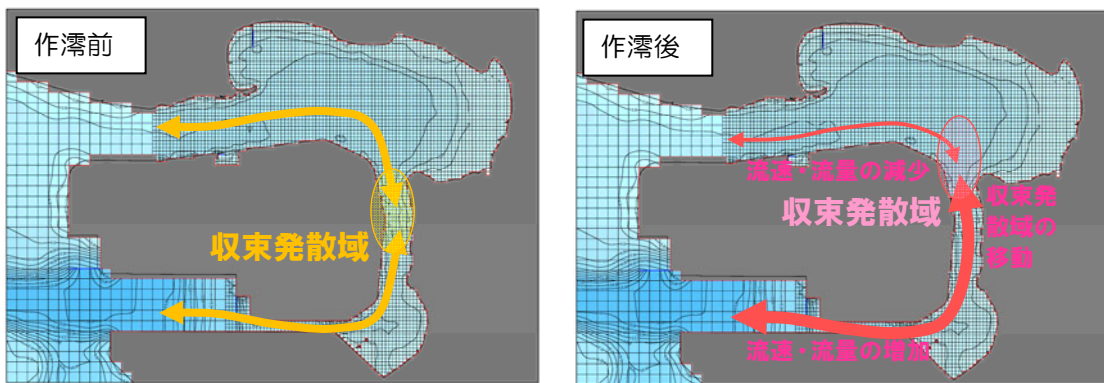 作澪前
収束発散域
作澪後
流速・流量の減少
収束発散域
収束発
散域の
移動
流速・流量の増加